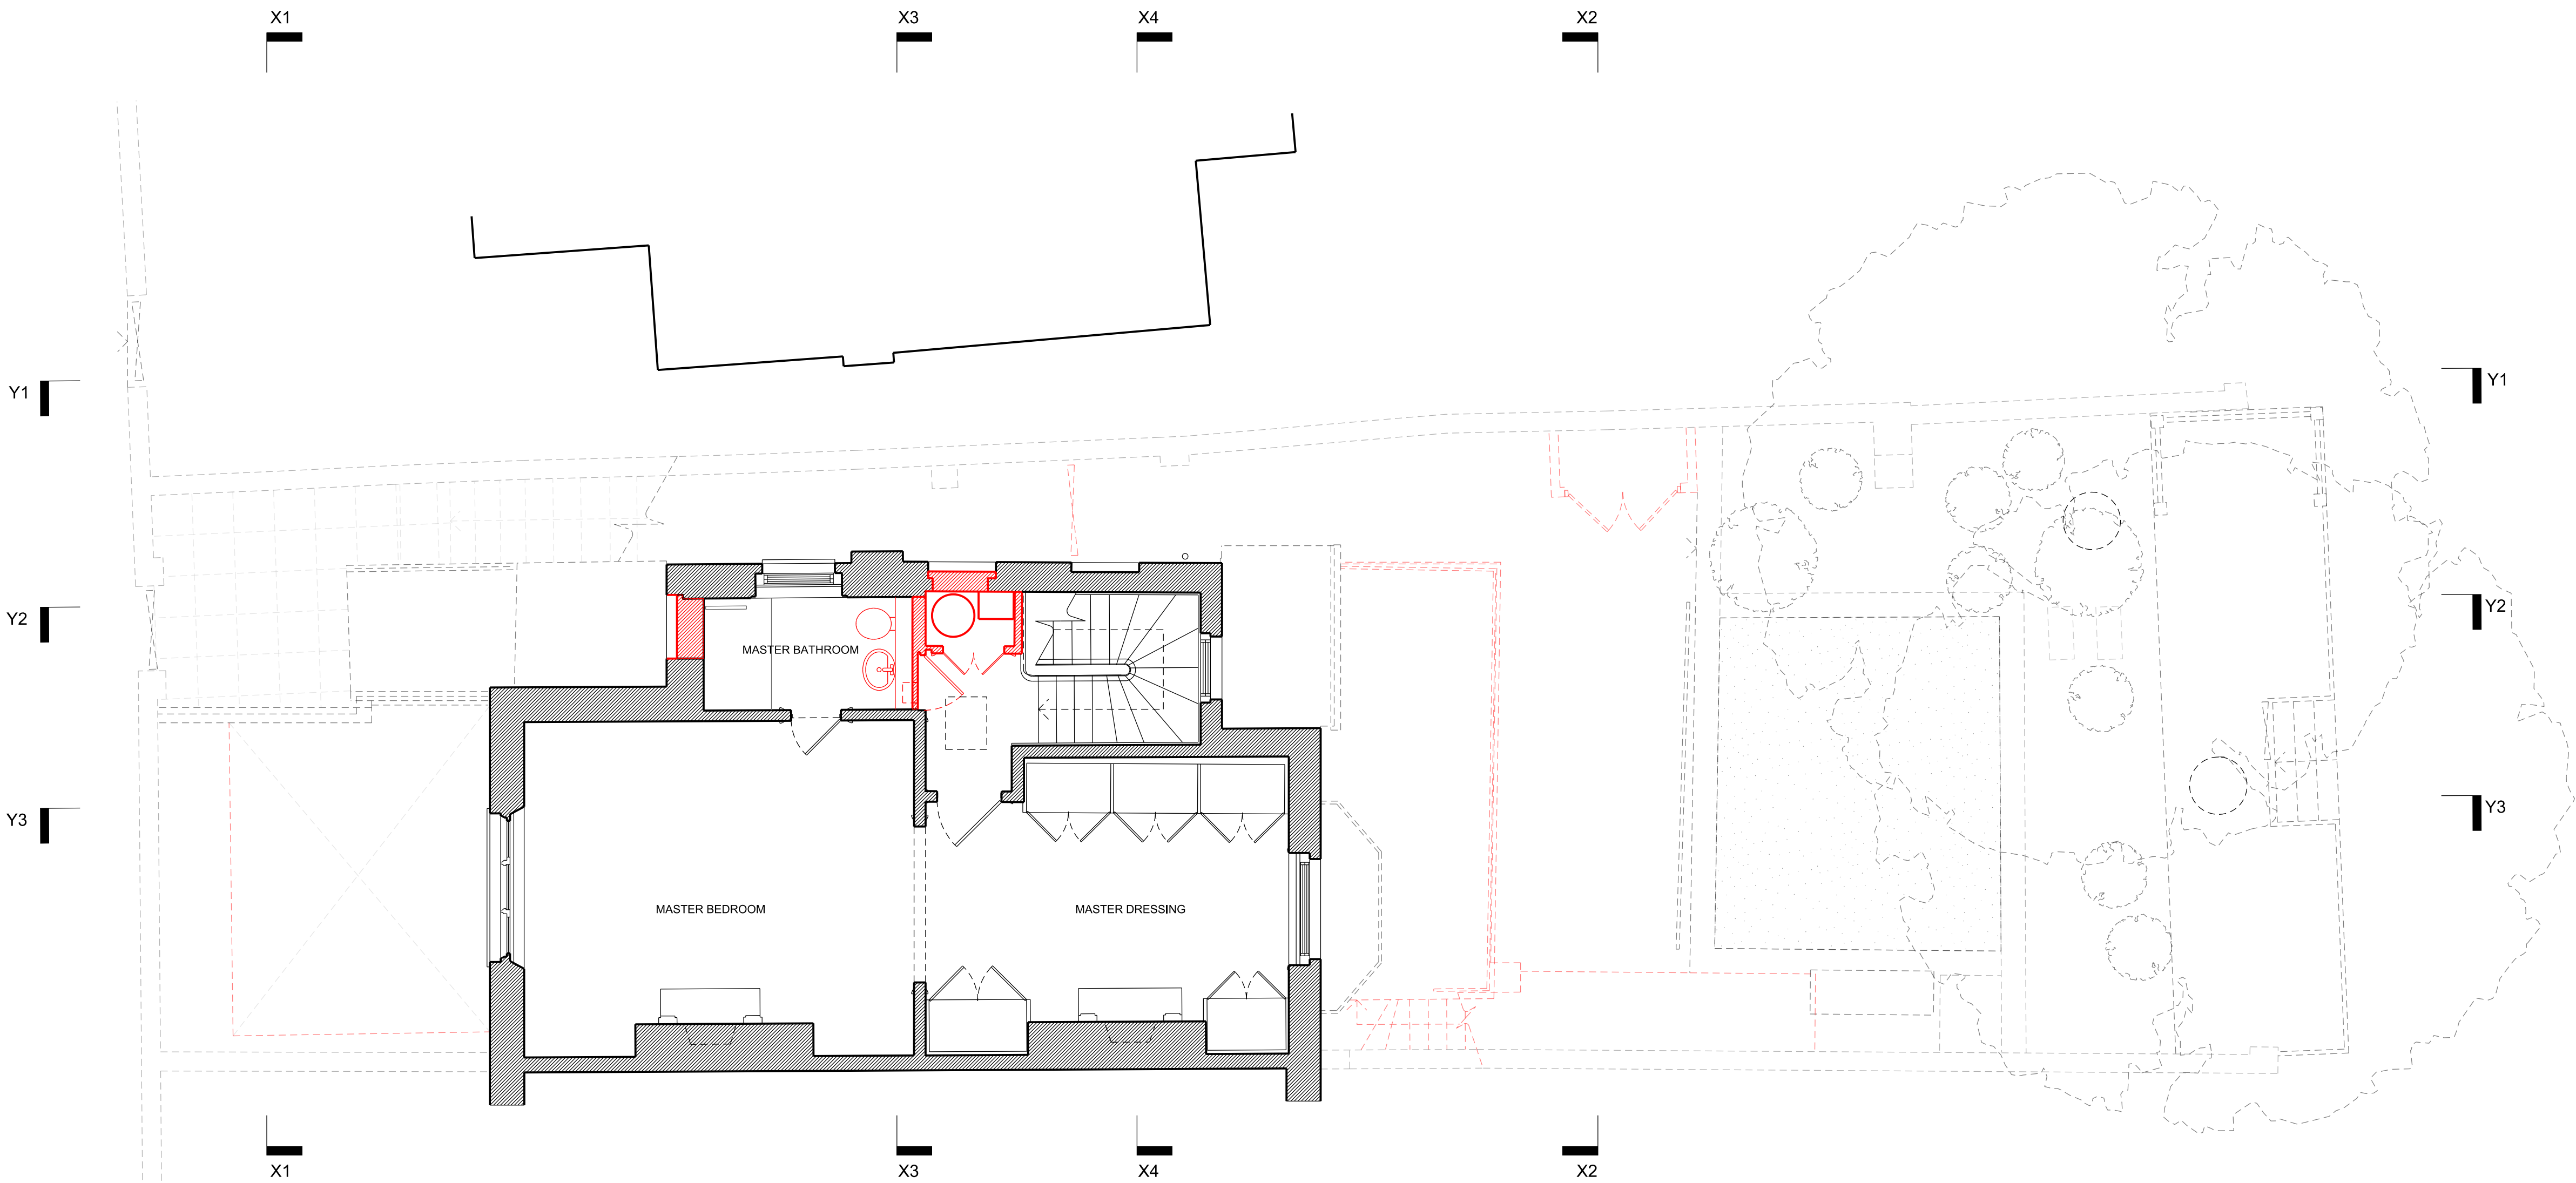 X1
X3
X4
X2
Y1
Y1
Y2
Y2
MASTER BATHROOM
Y3
Y3
MASTER BEDROOM
MASTER DRESSING
X1
X3
X4
X2